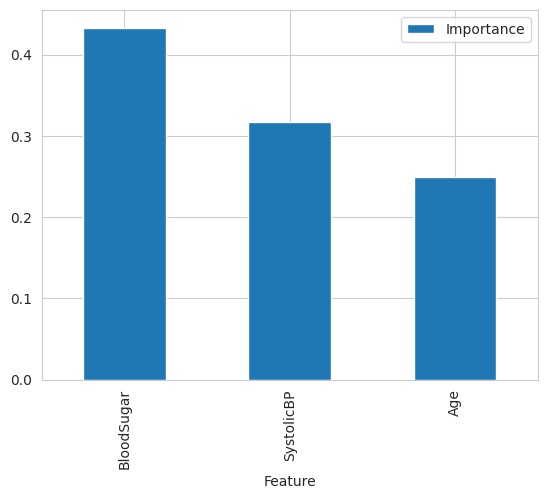 Importance
0.4
0.3
0.2
0.1
0.0
BloodSugar
SystolicBP
Age
Feature